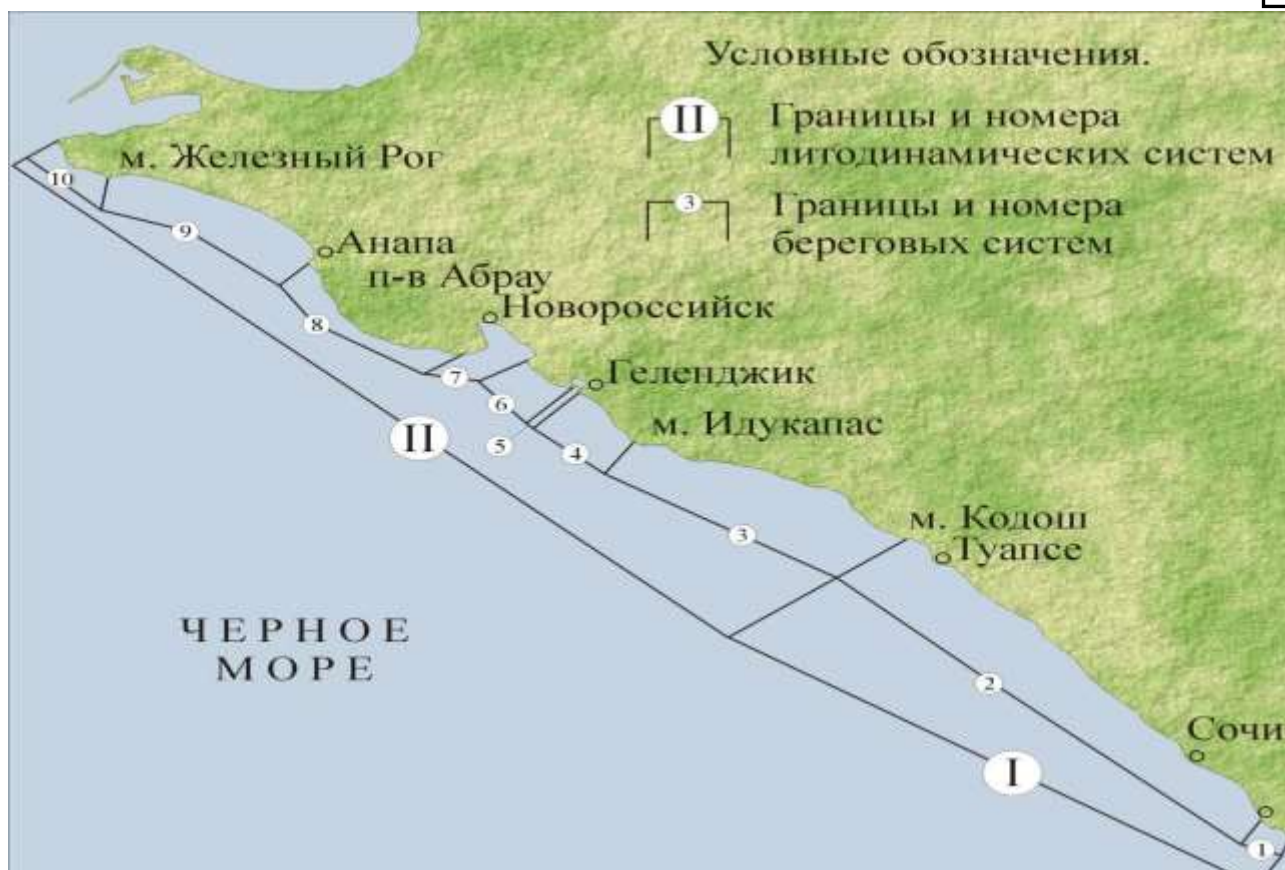 Условные обозначения.
II
Границы и номера
литодинамических систем
3
Границы и номера
береговых систем
м. Железный Рог
10
9
Анапа
п-в Абрау
8
Новороссийск
7
Геленджик
6
5
м. Идукапас
4
II
3
м. Кодош
Туапсе
ЧЕРНОЕ
МОРЕ
2
Сочи
I
1